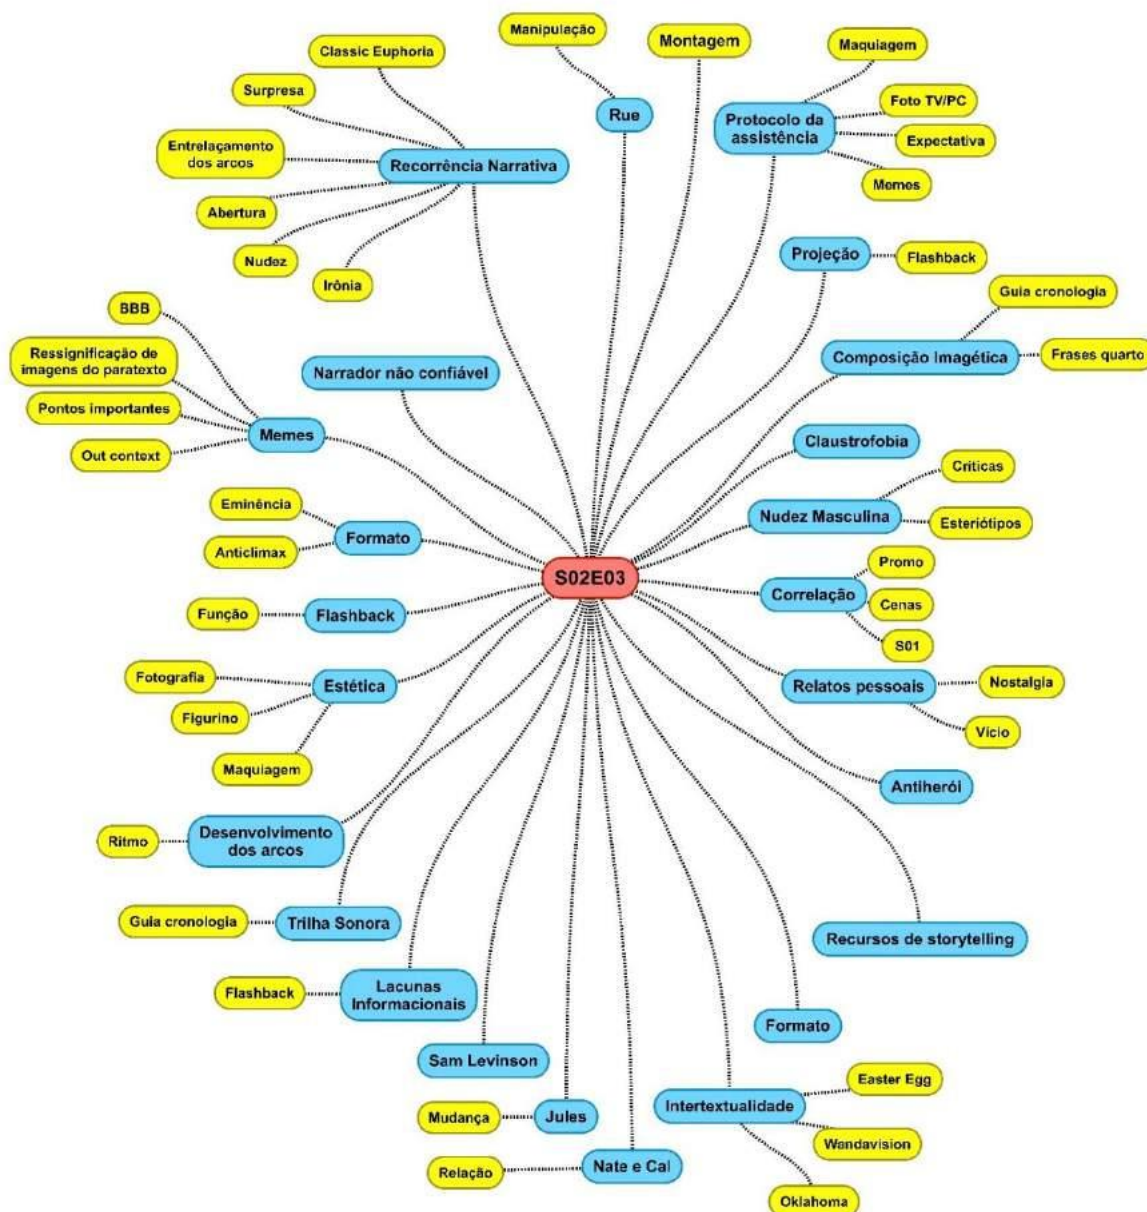 Manipulação
Montagem
Maquiagem
Classic Euphoria
Surpresa
Foto TV/PC
Rue
Protocolo da
assistência
Expectativa
Entrelaçamento
dos arcos
Recorrência Narrativa
Memes
Abertura
Nudez
Irônia
Projeção
Flashback
Guia cronologia
BBB
Ressignificação de
imagens do paratexto
Narrador não confiável
Composição Imagética
Frases quarto
Pontos importantes
Memes
Out context
Claustrofobia
Críticas
Eminência
Formato
Anticlimax
Nudez Masculina
Esteriótipos
S02E03
Promo
Correlação
Cenas
S01
Função
Flashback
Fotografia
Estética
Figurino
Maquiagem
Relatos pessoais
Nostalgia
Vício
Antiherói
Ritmo
Desenvolvimento
dos arcos
Guia cronologia
Trilha Sonora
Recursos de storytelling
Flashback
Lacunas
Informacionais
Formato
Sam Levinson
Easter Egg
Mudança
Jules
Intertextualidade
Wandavision
Relação
Nate e Cal
Oklahoma